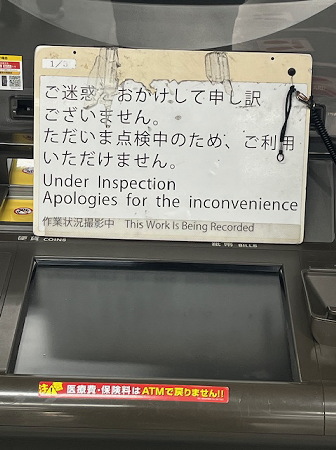 1/3
ご迷惑をおかけして申し訳
ございません。
ただいま点検中のため、ご利用
いただけません。
Under Inspection
Apologies for the inconvenience
作業状況撮影中 This Work Is Being Recorded
硬貨 COINS
紙幣 BILLS
医療費・保険料はATMで戻りません!!